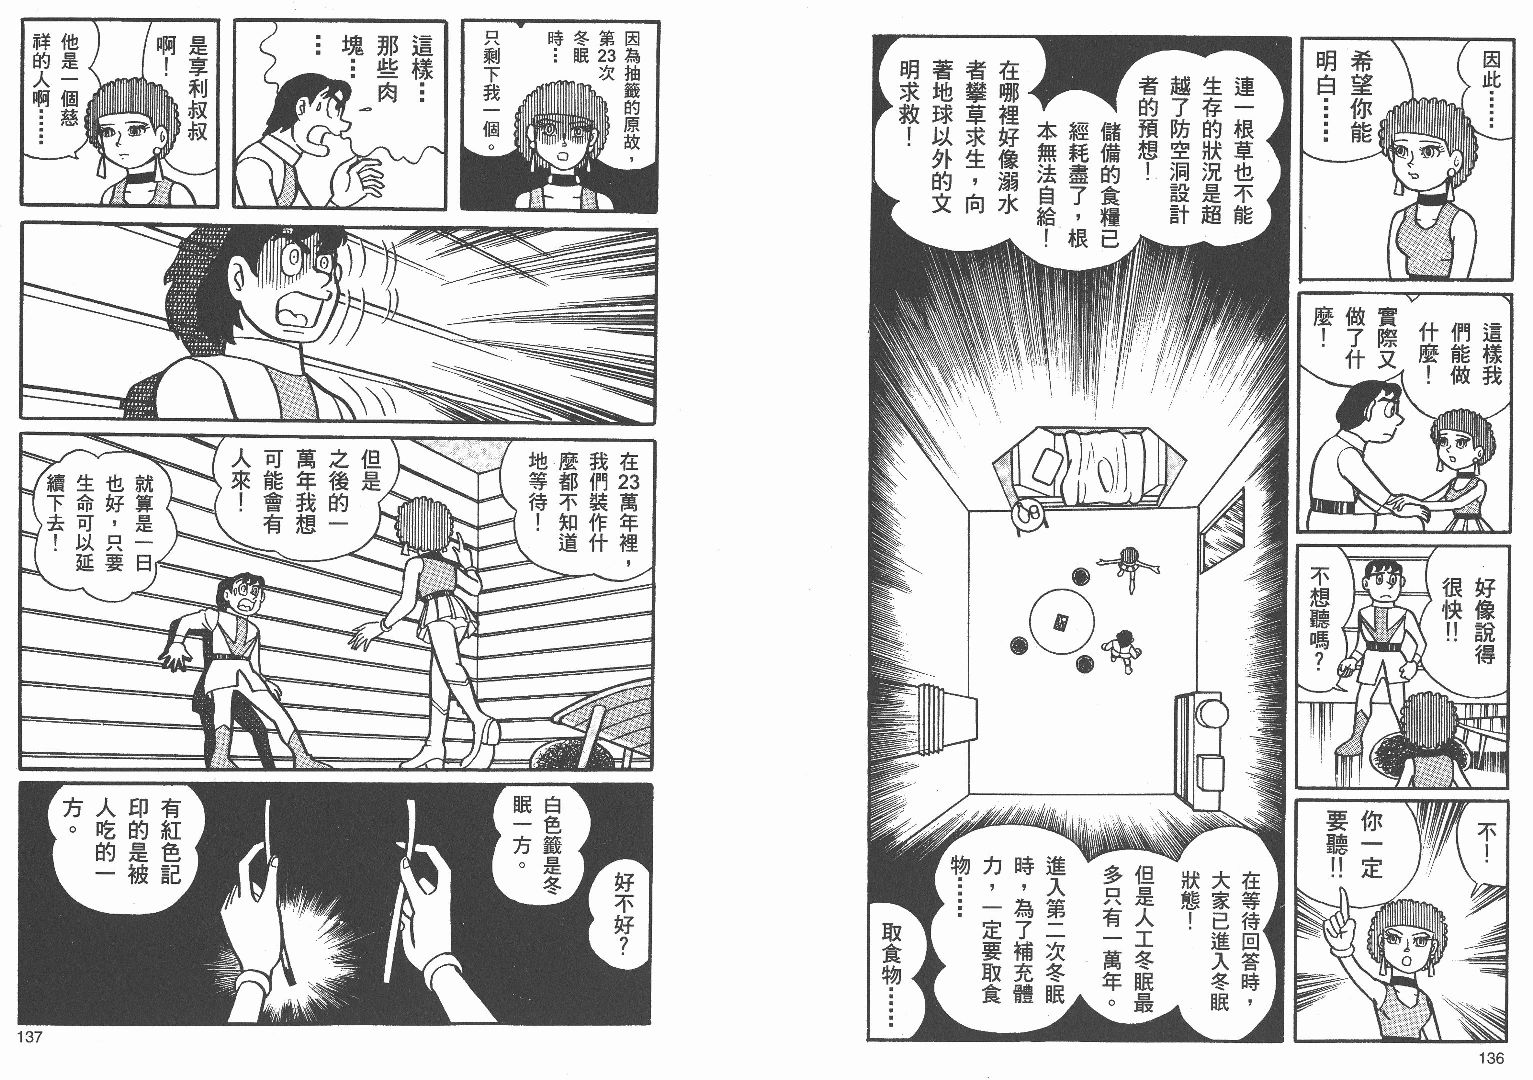 因此……
希望你能
明白……
這樣我
們能做
什麼！
實際又
做了什
麼！
好像說得
很快!!
不想聽嗎？
不！
你一定
要聽!!
連一根草也不能
生存的狀況是超
越了防空洞設計
者的預想！
儲備的食糧已
經耗盡了，根
本無法自給！
在哪裡好像溺水
者攀草求生，向
著地球以外的文
明求救！
在等待回答時，
大家已進入冬眠
狀態！
但是人工冬眠最
多只有一萬年。
進入第二次冬眠
時，為了補充體
力，一定要取食
物……
取食物……
136
因為抽籤的原故，
第23次
冬眠
時…
只剩下我一個。
這樣…
那些肉
塊…
…
是享利叔叔
啊！
他是一個慈
祥的人啊……
在23萬年裡，
我們裝作什
麼都不知道
地等待！
但是
之後的一
萬年我想
可能會有
人來！
就算是一日
也好，只要
生命可以延
續下去！
好不好？
白色籤是冬
眠一方。
有紅色記
印的是被
人吃的一
方。
137